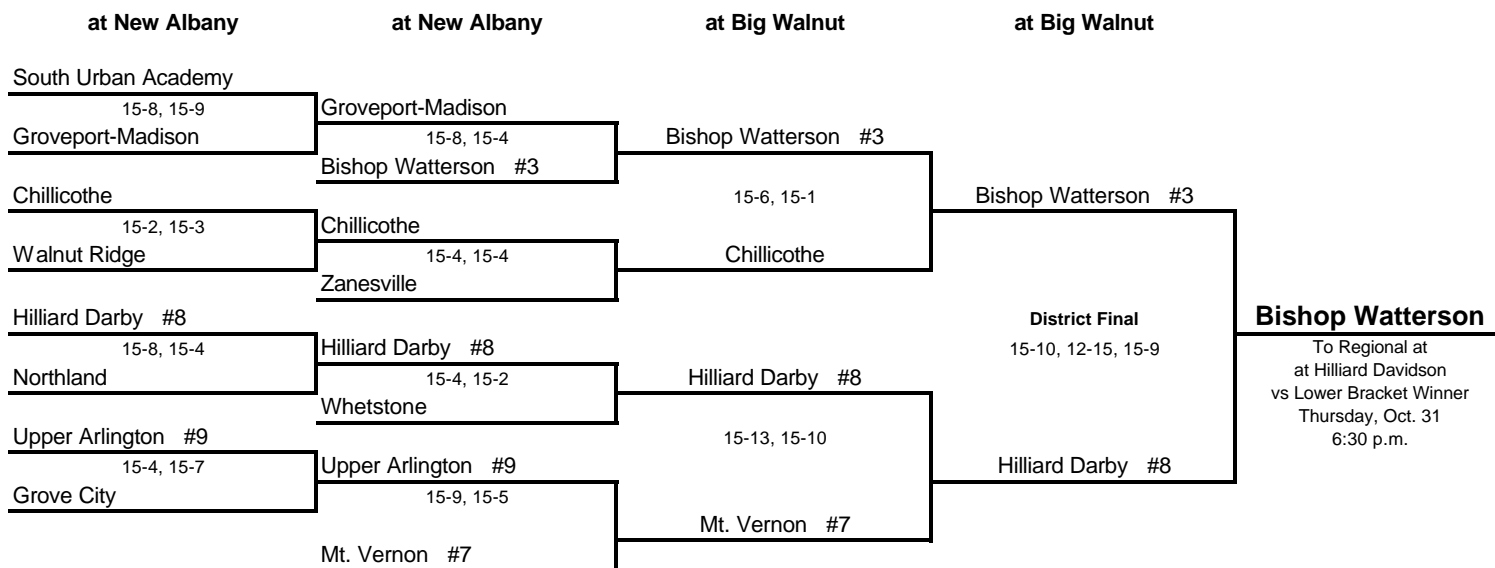 at New Albany at New Albany at Big Walnut at Big Walnut
South Urban Academy
15-8, 15-9 Groveport-Madison
Groveport-Madison 15-8, 15-4 Bishop Watterson #3
Bishop Watterson #3
Chillicothe 15-6, 15-1 Bishop Watterson #3
15-2, 15-3 Chillicothe
Walnut Ridge 15-4, 15-4 Chillicothe
Zanesville
Hilliard Darby #8 District Final Bishop Watterson
15-8, 15-4 Hilliard Darby #8 15-10, 12-15, 15-9 To Regional at
at Hilliard Davidson
Northland 15-4, 15-2 Hilliard Darby #8
vs Lower Bracket Winner
Whetstone Thursday, Oct. 31
Upper Arlington #9 15-13, 15-10 6:30 p.m.
15-4, 15-7 Upper Arlington #9 Hilliard Darby #8
Grove City 15-9, 15-5
Mt. Vernon #7
Mt. Vernon #7